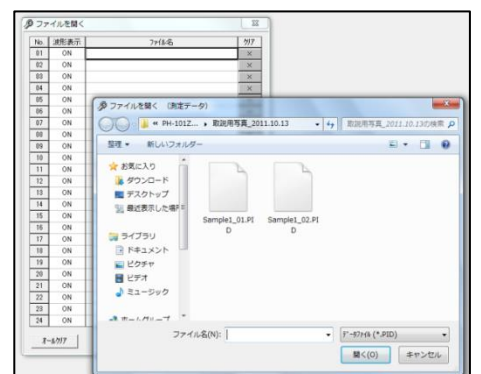 ファイルを開く
No. 波形表示 ファイル名 クリア
01 ON ×
02 ON ×
03 ON ×
04 ON ×
05 ON
06 ON
07 ON
08 ON
09 ON
10 ON
11 ON
12 ON
13 ON
14 ON
15 ON
16 ON
17 ON
18 ON
19 ON
20 ON
21 ON
22 ON
23 ON
24 ON
オールクリア
ファイルを開く (測定データ)
« PH-101Z... ▸ 取説用写真_2011.10.13
取説用写真_2011.10.13の検索
整理 ▾ 新しいフォルダー
お気に入り
ダウンロード
デスクトップ
最近表示した場所
ライブラリ
ドキュメント
ピクチャ
ビデオ
ミュージック
ホームグループ
Sample1_01.PI
D
Sample1_02.PI
D
ファイル名(N):
データファイル (*.PID)
開く(O) キャンセル